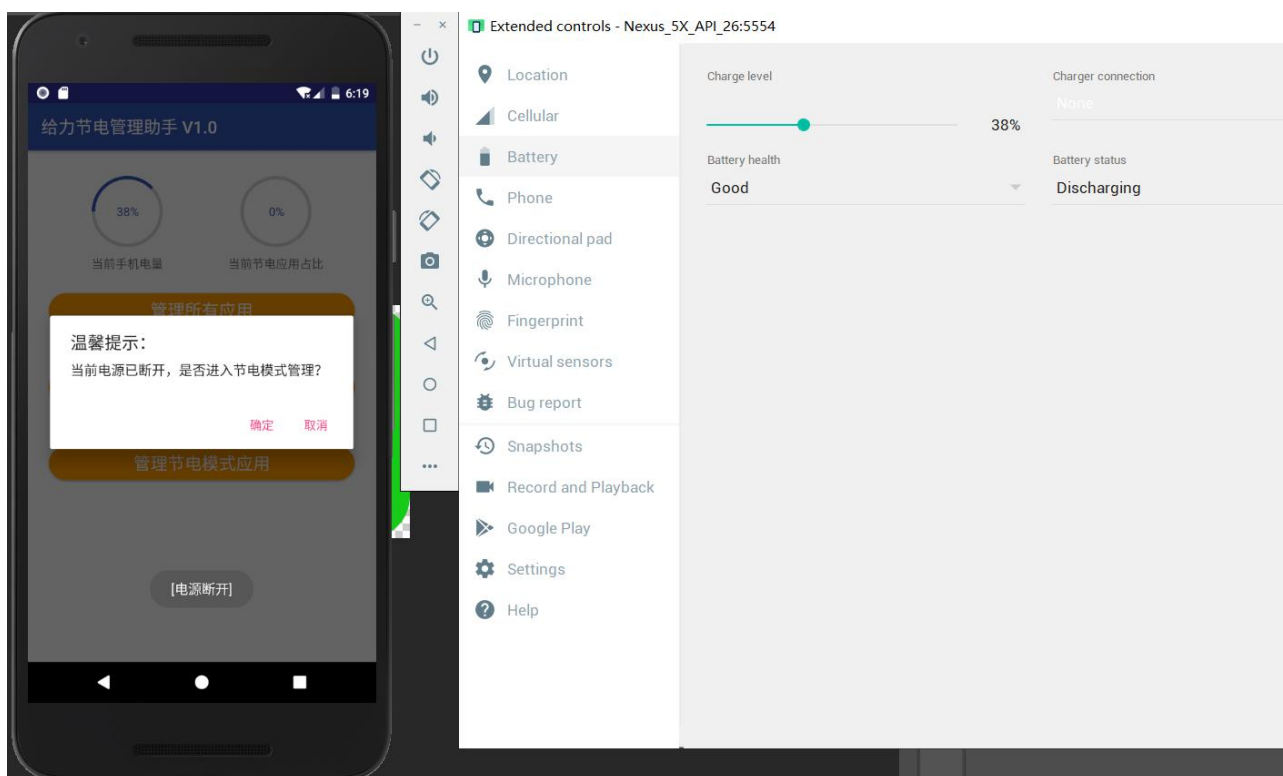 6:19
给力节电管理助手 V1.0
38%
0%
当前手机电量
当前节电应用占比
管理所有应用
温馨提示：
当前电源已断开，是否进入节电模式管理？
确定
取消
管理节电模式应用
[电源断开]
Extended controls - Nexus_5X_API_26:5554
Location
Cellular
Battery
Phone
Directional pad
Microphone
Fingerprint
Virtual sensors
Bug report
Snapshots
Record and Playback
Google Play
Settings
Help
Charge level
38%
Charger connection
None
Battery health
Good
Battery status
Discharging